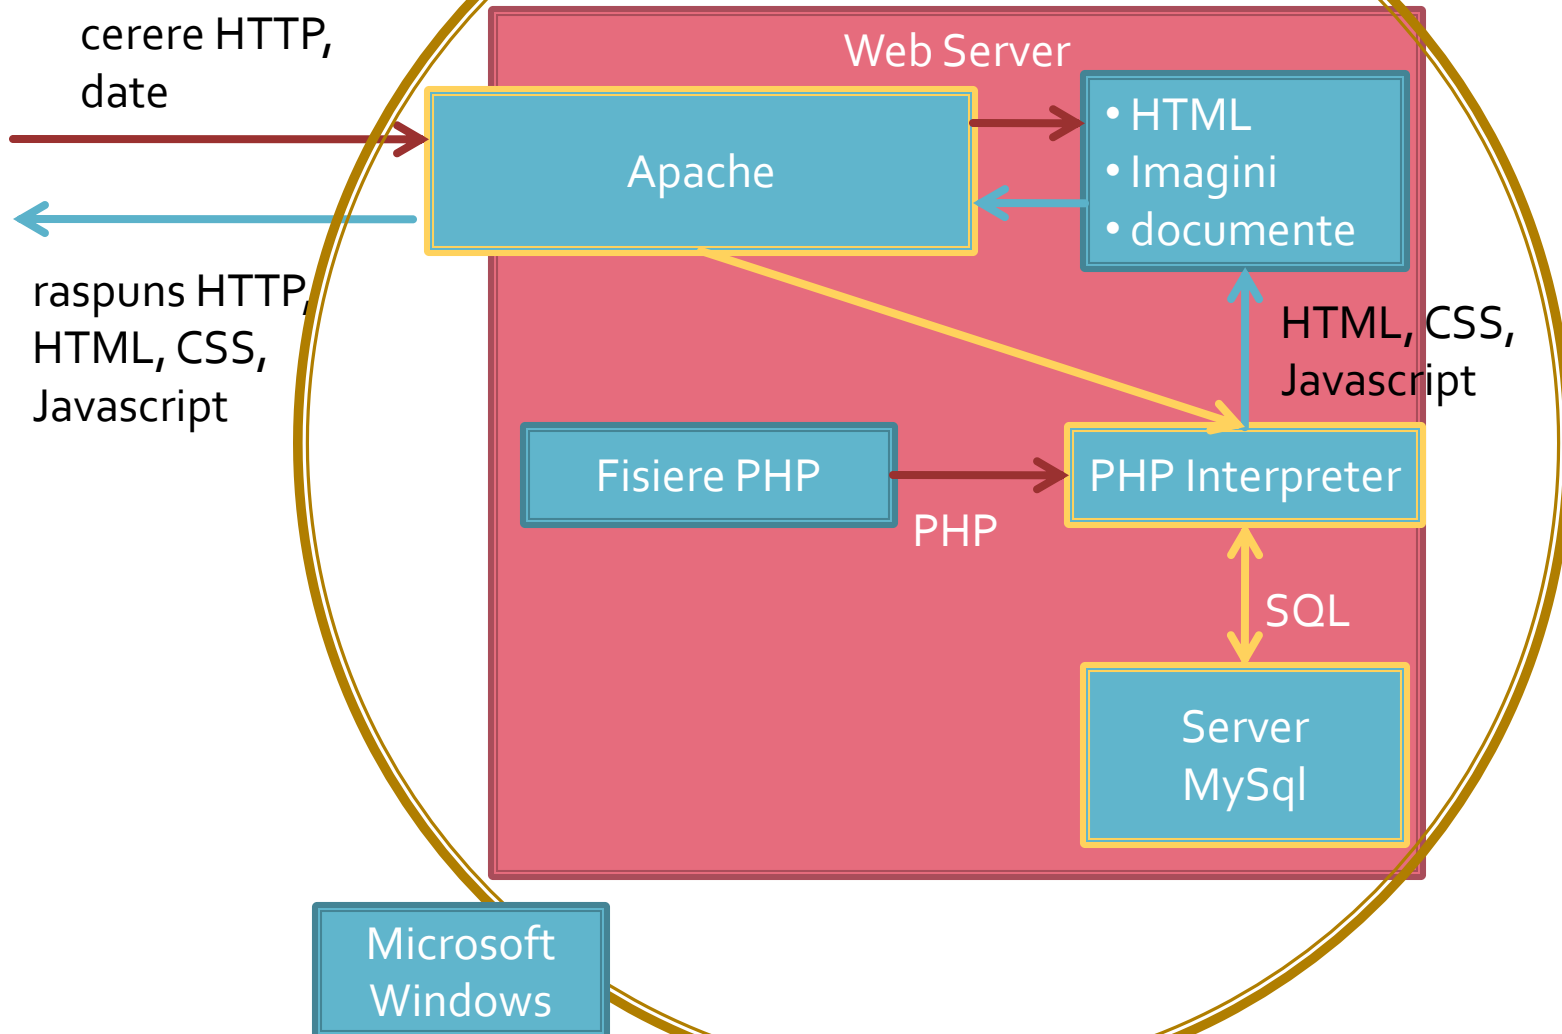 cerere HTTP,
date
Web Server
Apache
• HTML
• Imagini
• documente
raspuns HTTP,
HTML, CSS,
Javascript
HTML, CSS,
Javascript
Fisiere PHP
PHP
PHP Interpreter
SQL
Server
MySql
Microsoft
Windows